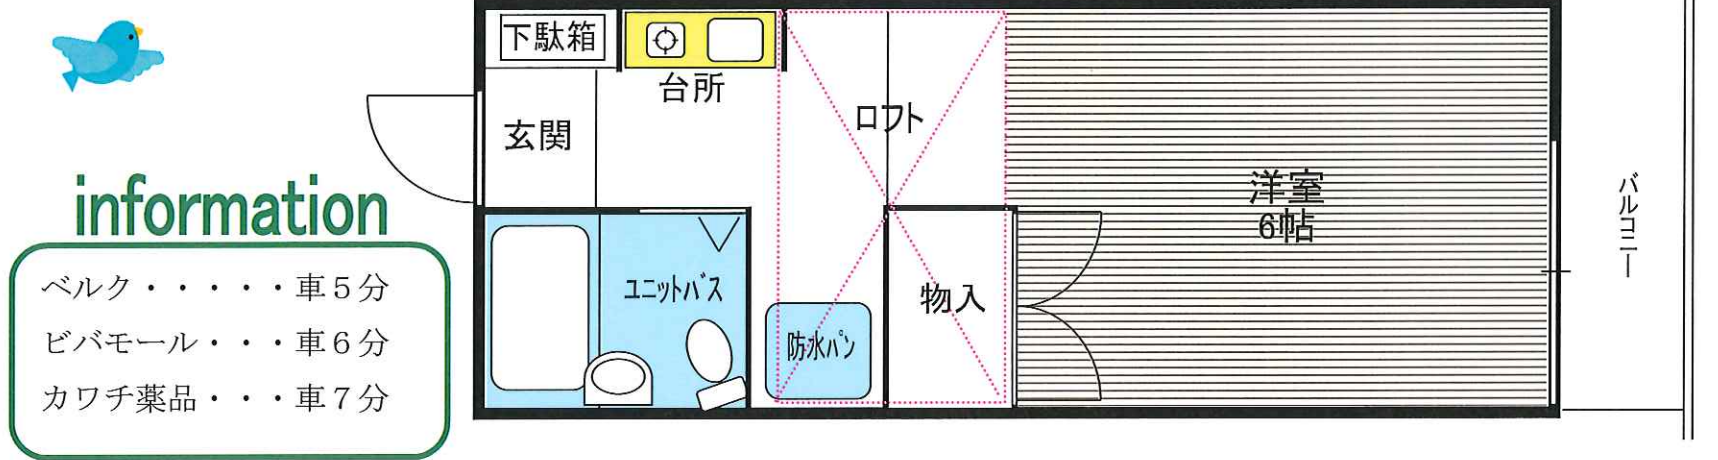 下駄箱
台所
玄関
ロフト
洋室
6帖
バルコニー
ユニットバス
防水パン
物入
information
ベルク・・・・・車５分
ビバモール・・・車６分
カワチ薬品・・・車７分